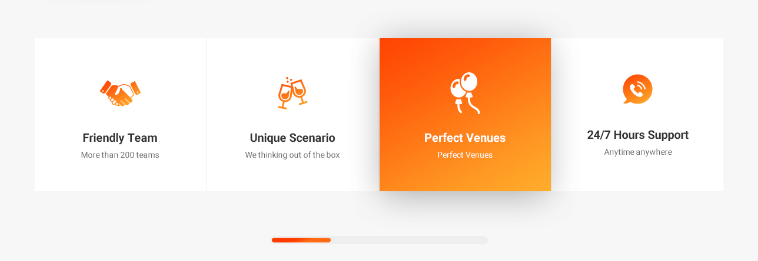 Friendly Team
More than 200 teams
Unique Scenario
We thinking out of the box
Perfect Venues
Perfect Venues
24/7 Hours Support
Anytime anywhere